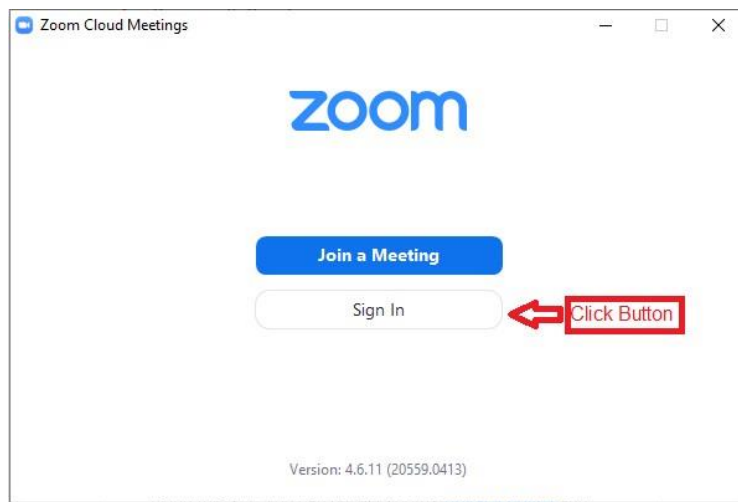 Zoom Cloud Meetings
zoom
Join a Meeting
Sign In
Click Button
Version: 4.6.11 (20559.0413)